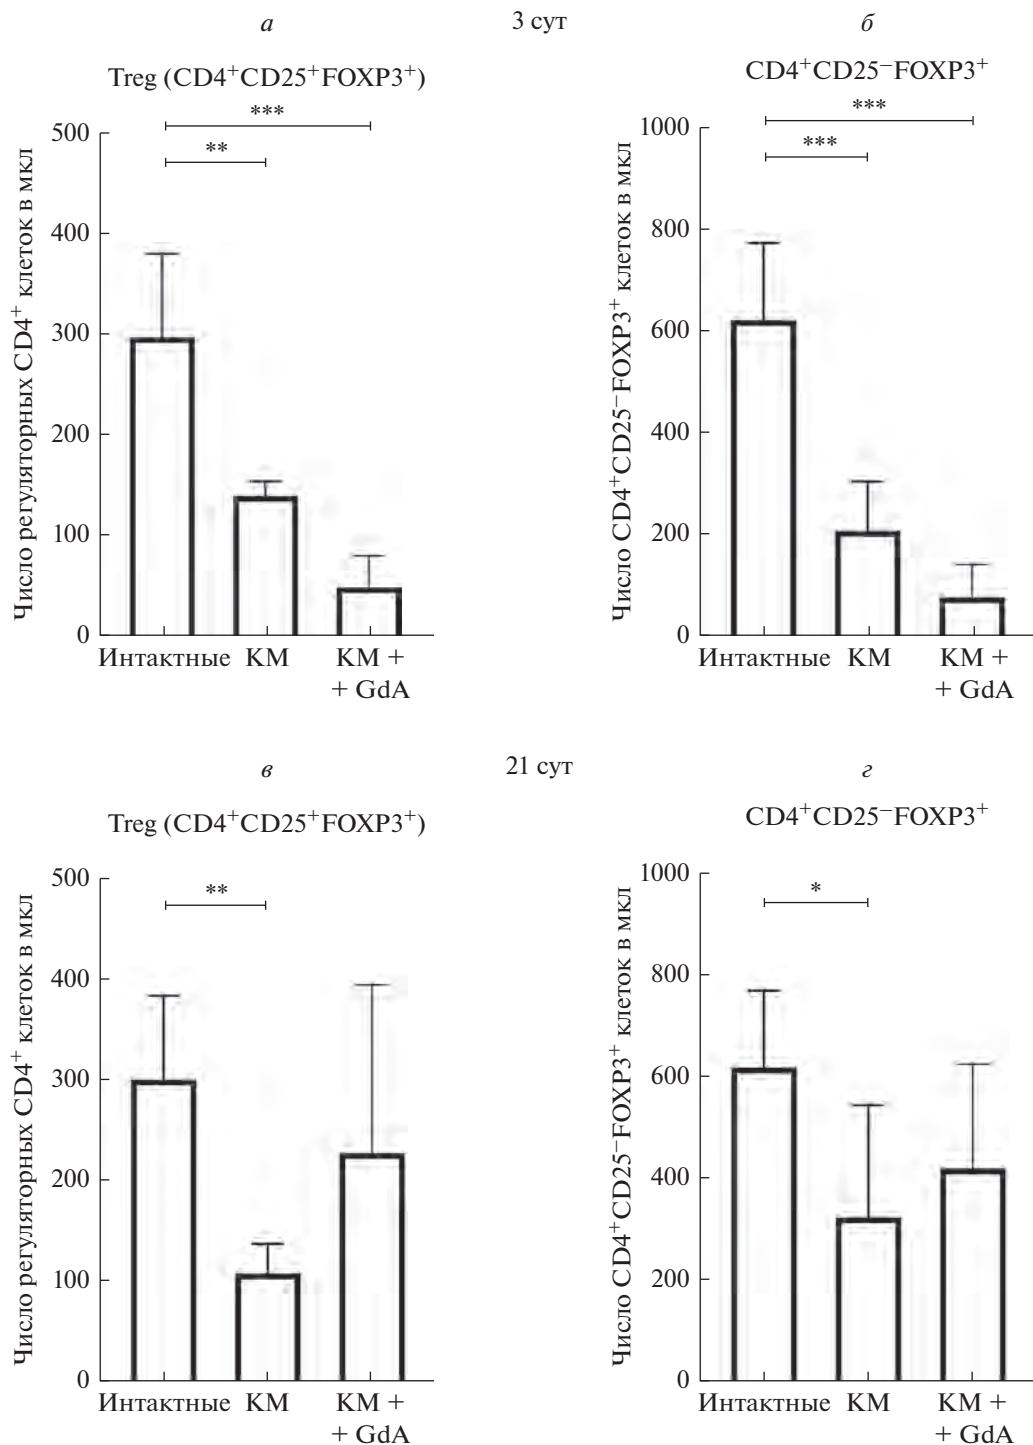 а 3 сут б
Treg (CD4⁺CD25⁺FOXP3⁺) CD4⁺CD25⁻FOXP3⁺
Число регуляторных CD4⁺ клеток в мкл
500
400
300
200
100
0
***
**
Интактные КМ КМ +
+ GdA
Число CD4⁺CD25⁻FOXP3⁺ клеток в мкл
1000
800
600
400
200
0
***
***
Интактные КМ КМ +
+ GdA
в 21 сут г
Treg (CD4⁺CD25⁺FOXP3⁺) CD4⁺CD25⁻FOXP3⁺
Число регуляторных CD4⁺ клеток в мкл
500
400
300
200
100
0
**
Интактные КМ КМ +
+ GdA
Число CD4⁺CD25⁻FOXP3⁺ клеток в мкл
1000
800
600
400
200
0
*
Интактные КМ КМ +
+ GdA